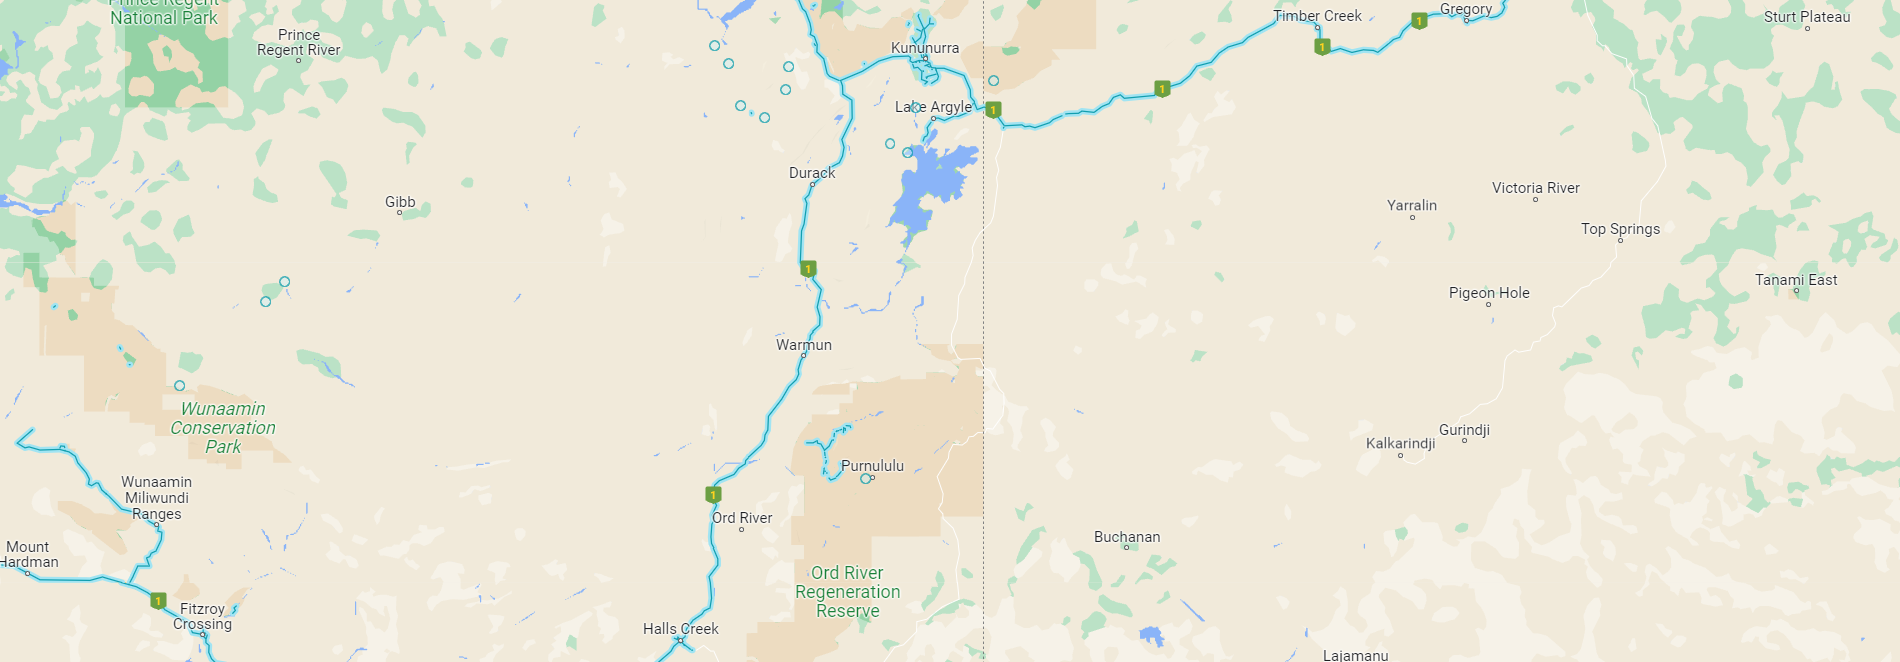 Prince Regent
National Park
Prince
Regent River
Kununurra
Timber Creek
Gregory
Sturt Plateau
1
1
1
1
Lake Argyle
Durack
Gibb
Victoria River
Yarralin
Top Springs
1
Tanami East
Pigeon Hole
Warmun
Wunaamin
Conservation
Park
Gurindji
Kalkarindji
Purnululu
Wunaamin
Miliwundi
Ranges
1
Ord River
Mount
Hardman
Buchanan
Ord River
Regeneration
Reserve
1
Fitzroy
Crossing
Halls Creek
Lajamanu